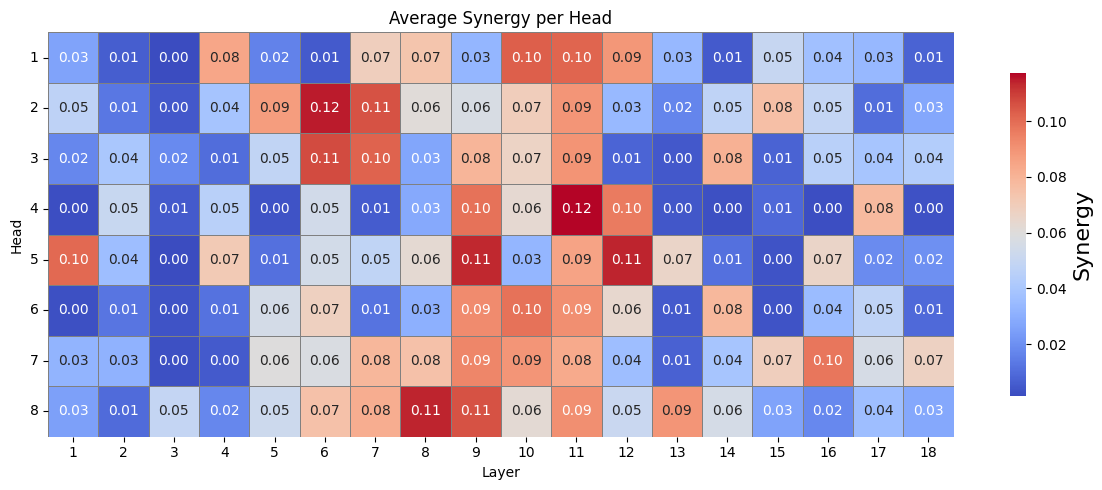 Average Synergy per Head
1 0.03 0.01 0.00 0.08 0.02 0.01 0.07 0.07 0.03 0.10 0.10 0.09 0.03 0.01 0.05 0.04 0.03 0.01
2 0.05 0.01 0.00 0.04 0.09 0.12 0.11 0.06 0.06 0.07 0.09 0.03 0.02 0.05 0.08 0.05 0.01 0.03
0.10
3 0.02 0.04 0.02 0.01 0.05 0.11 0.10 0.03 0.08 0.07 0.09 0.01 0.00 0.08 0.01 0.05 0.04 0.04
0.08
4 0.00 0.05 0.01 0.05 0.00 0.05 0.01 0.03 0.10 0.06 0.12 0.10 0.00 0.00 0.01 0.00 0.08 0.00
Head
0.06
Synergy
5 0.10 0.04 0.00 0.07 0.01 0.05 0.05 0.06 0.11 0.03 0.09 0.11 0.07 0.01 0.00 0.07 0.02 0.02
0.04
6 0.00 0.01 0.00 0.01 0.06 0.07 0.01 0.03 0.09 0.10 0.09 0.06 0.01 0.08 0.00 0.04 0.05 0.01
0.02
7 0.03 0.03 0.00 0.00 0.06 0.06 0.08 0.08 0.09 0.09 0.08 0.04 0.01 0.04 0.07 0.10 0.06 0.07
8 0.03 0.01 0.05 0.02 0.05 0.07 0.08 0.11 0.11 0.06 0.09 0.05 0.09 0.06 0.03 0.02 0.04 0.03
1 2 3 4 5 6 7 8 9 10 11 12 13 14 15 16 17 18
Layer